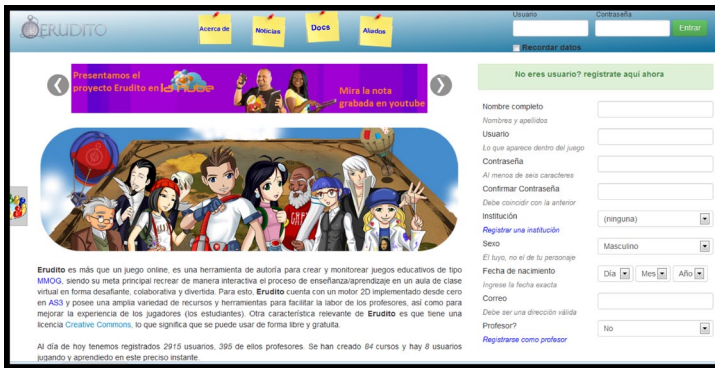 ERUDITO
Acerca de
Noticias
Docs
Aliados
Usuario
Contraseña
Entrar
Recordar datos
Presentamos el
proyecto Erudito en la nube
Mira la nota
grabada en youtube
No eres usuario? registrate aquí ahora
Nombre completo
Nombres y apellidos
Usuario
Lo que aparece dentro del juego
Contraseña
Al menos de seis caracteres
Confirmar Contraseña
Debe coincidir con la anterior
Institución
(ninguna)
Registrar una institución
Sexo
Masculino
El tuyo, no el de tu personaje
Fecha de nacimiento
Día
Mes
Año
Ingrese la fecha exacta
Correo
Debe ser una dirección válida
Profesor?
No
Registrarse como profesor
Erudito es más que un juego online, es una herramienta de autoría para crear y monitorear juegos educativos de tipo
MMOG, siendo su meta principal recrear de manera interactiva el proceso de enseñanza/aprendizaje en un aula de clase
virtual en forma desafiante, colaborativa y divertida. Para esto, Erudito cuenta con un motor 2D implementado desde cero
en AS3 y posee una amplia variedad de recursos y herramientas para facilitar la labor de los profesores, así como para
mejorar la experiencia de los jugadores (los estudiantes). Otra característica relevante de Erudito es que tiene una
licencia Creative Commons, lo que significa que se puede usar de forma libre y gratuita.
Al día de hoy tenemos registrados 2915 usuarios, 395 de ellos profesores. Se han creado 84 cursos y hay 8 usuarios
jugando y aprendiedo en este preciso instante.